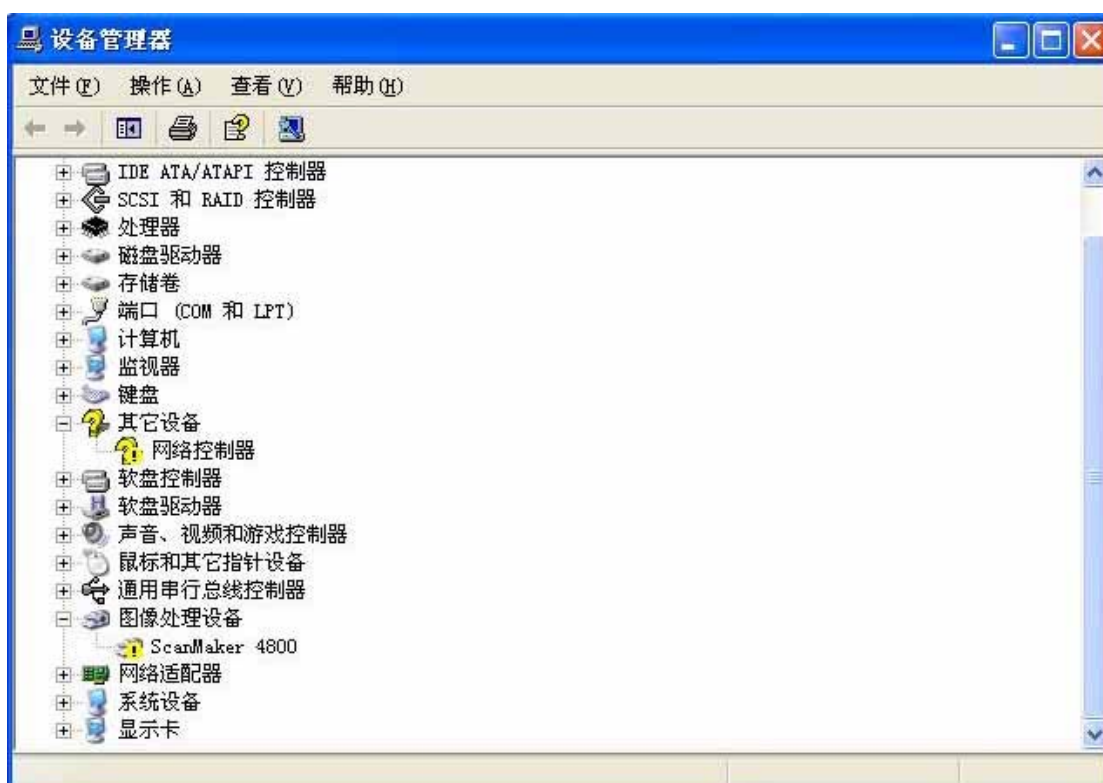 设备管理器
文件(F) 操作(A) 查看(V) 帮助(H)
IDE ATA/ATAPI 控制器
SCSI 和 RAID 控制器
处理器
磁盘驱动器
存储卷
端口 (COM 和 LPT)
计算机
监视器
键盘
其它设备
网络控制器
软盘控制器
软盘驱动器
声音、视频和游戏控制器
鼠标和其它指针设备
通用串行总线控制器
图像处理设备
ScanMaker 4800
网络适配器
系统设备
显示卡